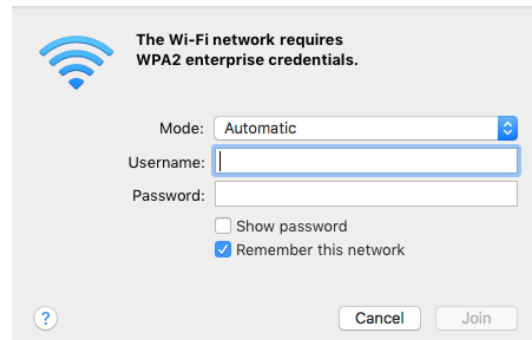 The Wi-Fi network requires
WPA2 enterprise credentials.
Mode: Automatic
Username:
Password:
Show password
Remember this network
? Cancel Join